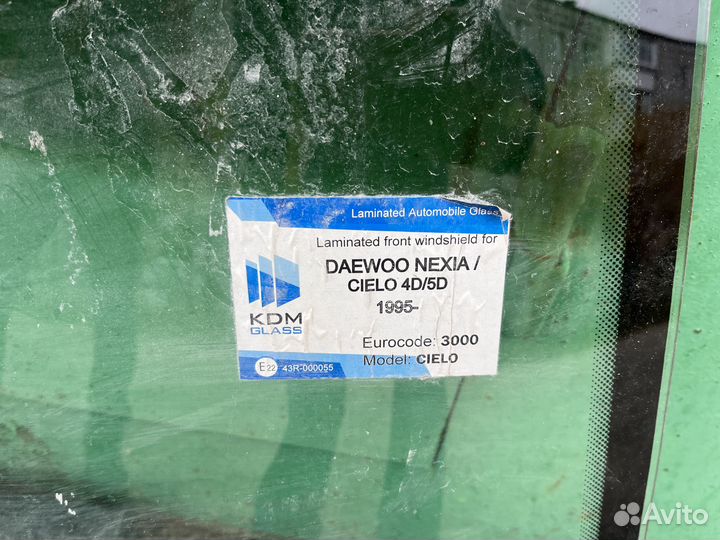 Laminated Automobile Glass
Laminated front windshield for
DAEWOO NEXIA /
CIELO 4D/5D
1995-
KDM
GLASS
Eurocode: 3000
Model: CIELO
E22 43R-000055
Avito